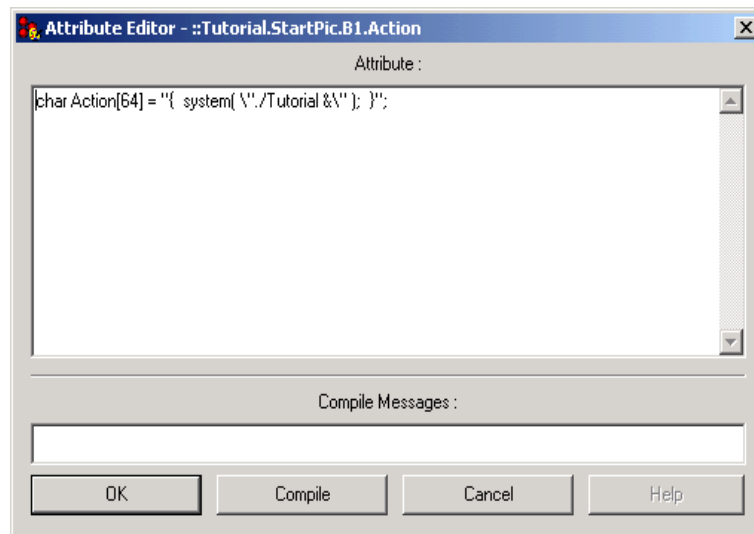 Attribute Editor - ::Tutorial.StartPic.B1.Action
Attribute :
char Action[64] = "{  system( \"./Tutorial &\" );  }";
Compile Messages :
OK Compile Cancel Help